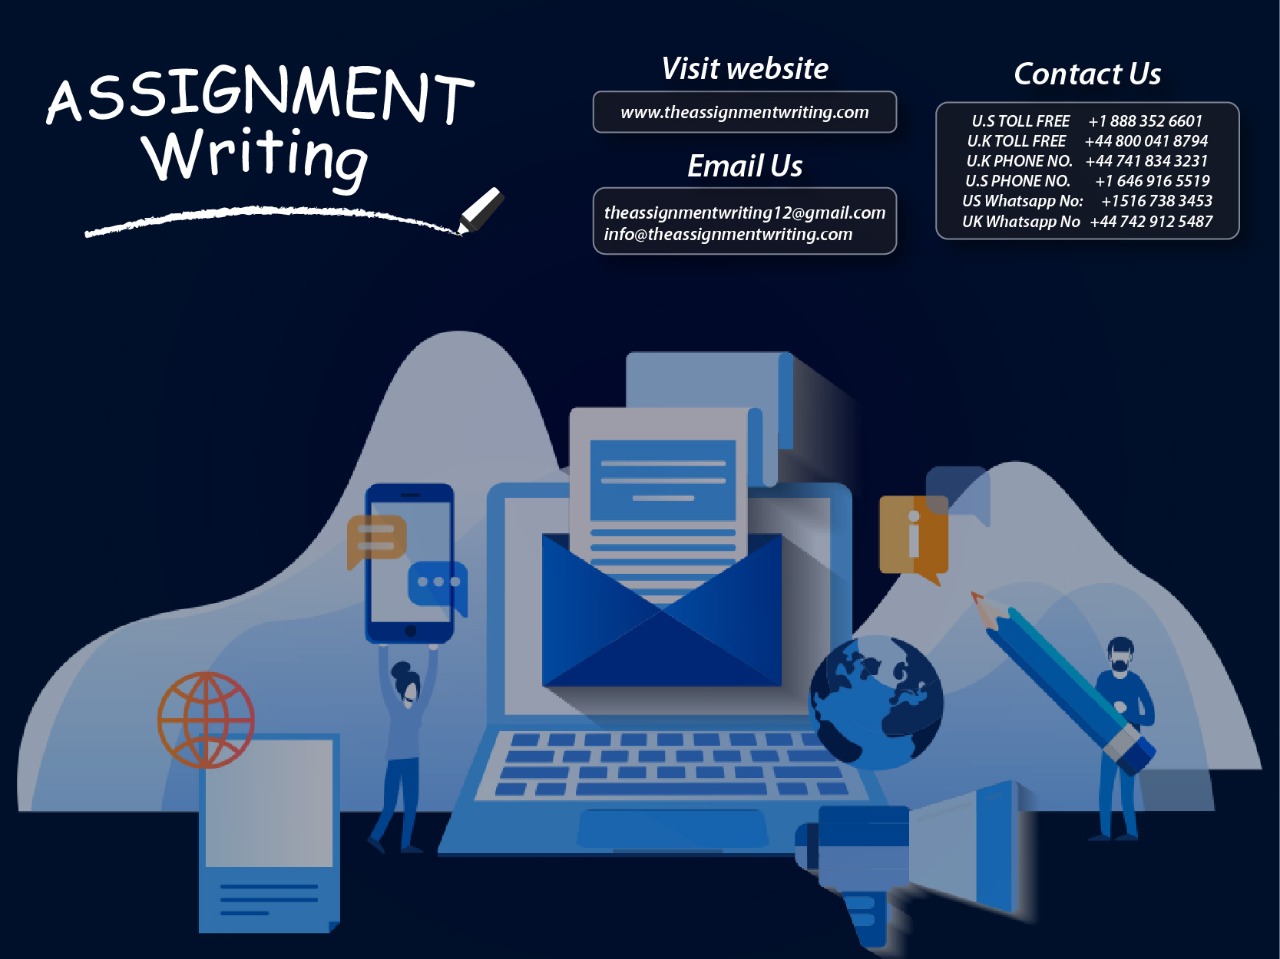 ASSIGNMENT
Writing
Visit website
www.theassignmentwriting.com
Email Us
theassignmentwriting12@gmail.com
info@theassignmentwriting.com
Contact Us
U.S TOLL FREE +1 888 352 6601
U.K TOLL FREE +44 800 041 8794
U.K PHONE NO. +44 741 834 3231
U.S PHONE NO. +1 646 916 5519
US Whatsapp No: +1516 738 3453
UK Whatsapp No +44 742 912 5487
i